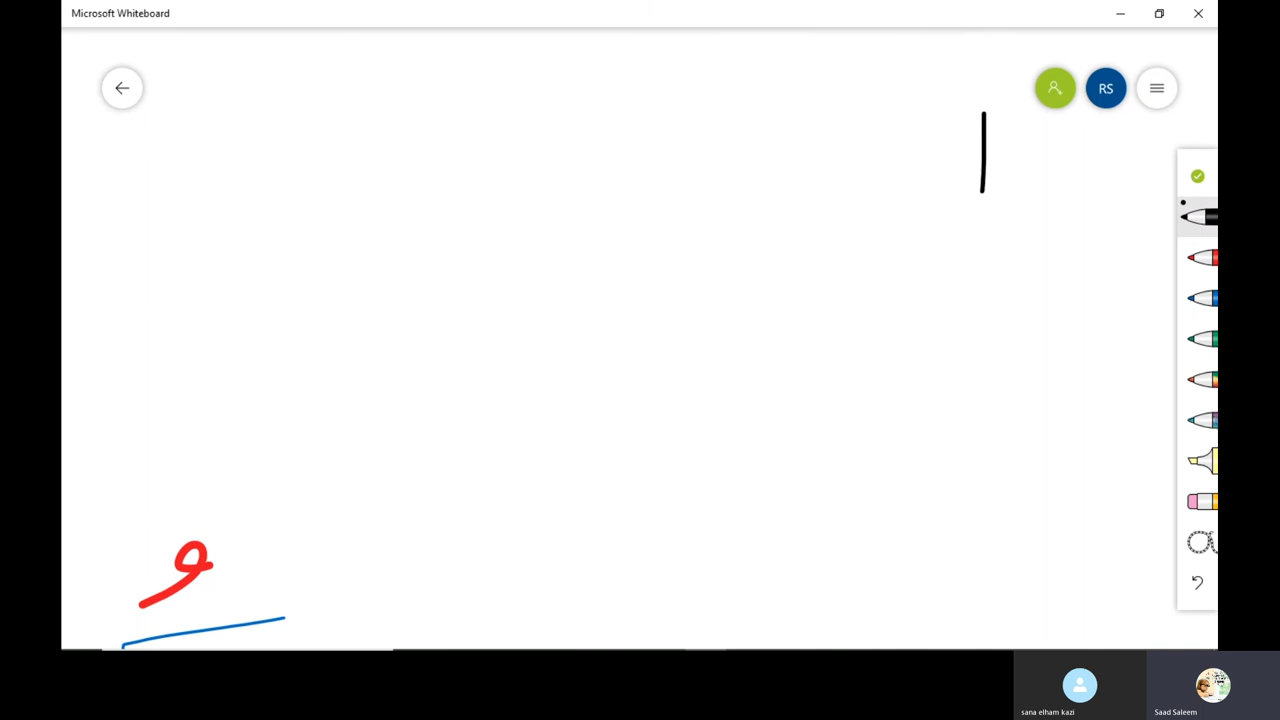 Microsoft Whiteboard
RS
ا
و
sana elham kazi
Saad Saleem